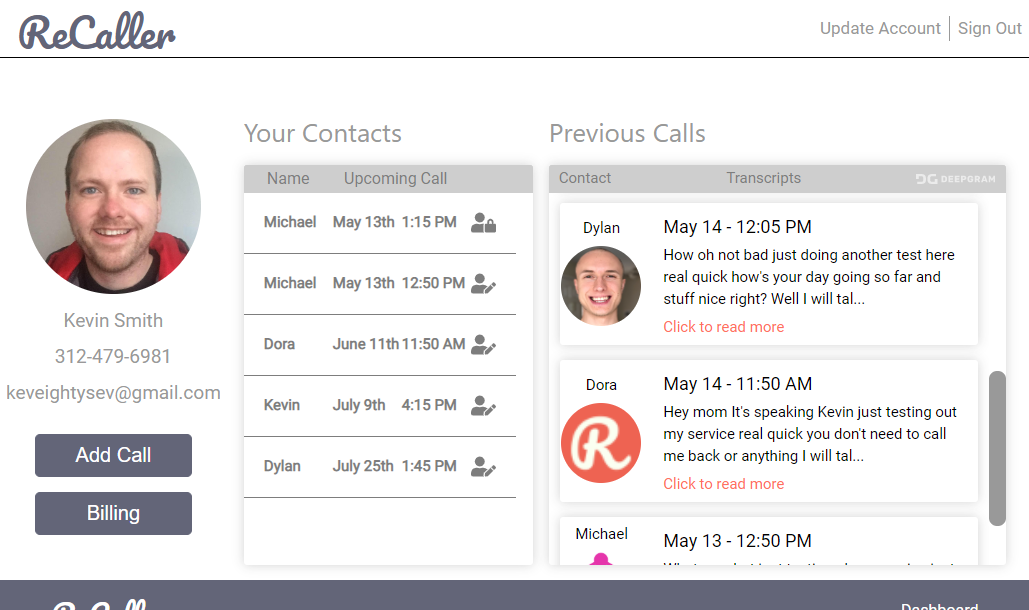 ReCaller
Update Account
Sign Out
Kevin Smith
312-479-6981
keveightysev@gmail.com
Add Call
Billing
Your Contacts
Name Upcoming Call
Michael May 13th 1:15 PM
Michael May 13th 12:50 PM
Dora June 11th 11:50 AM
Kevin July 9th 4:15 PM
Dylan July 25th 1:45 PM
Previous Calls
Contact Transcripts DEEPGRAM
Dylan
May 14 - 12:05 PM
How oh not bad just doing another test here
real quick how's your day going so far and
stuff nice right? Well I will tal...
Click to read more
Dora
May 14 - 11:50 AM
Hey mom It's speaking Kevin just testing out
my service real quick you don't need to call
me back or anything I will tal...
Click to read more
Michael
May 13 - 12:50 PM
ReCaller
Dashboard